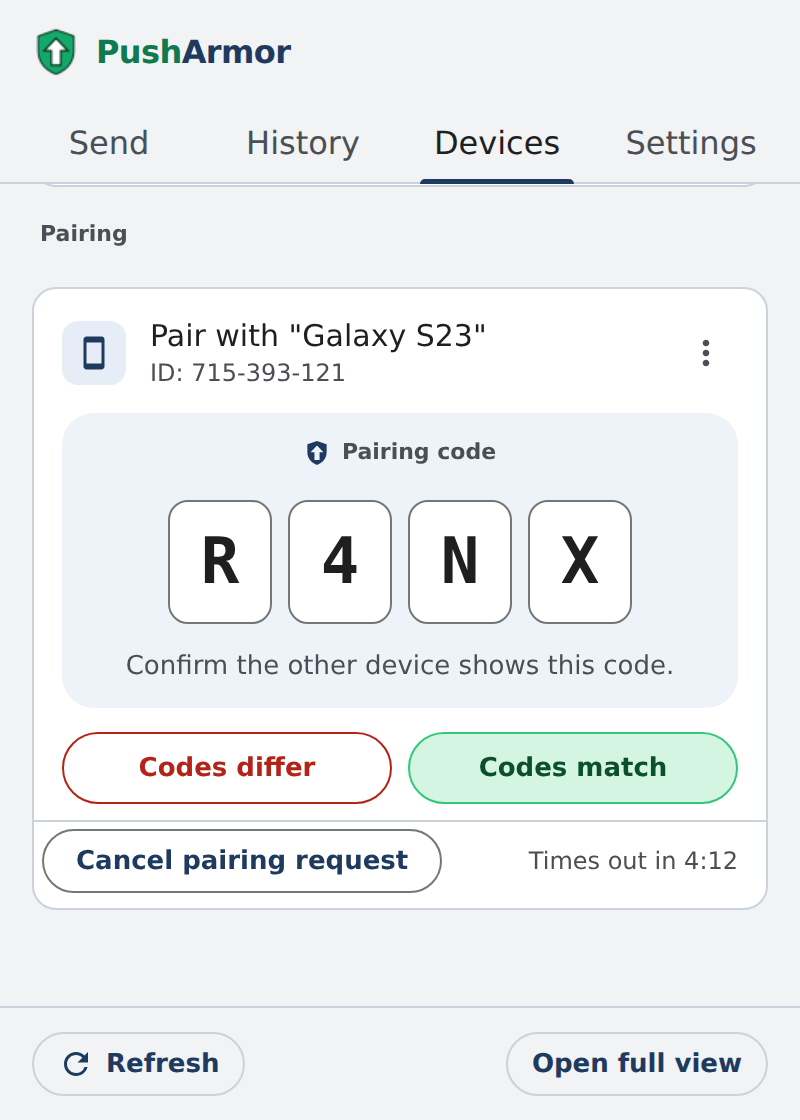 PushArmor
Send History Devices Settings
Pairing
Pair with "Galaxy S23"
ID: 715-393-121
Pairing code
R 4 N X
Confirm the other device shows this code.
Codes differ Codes match
Cancel pairing request Times out in 4:12
Refresh Open full view